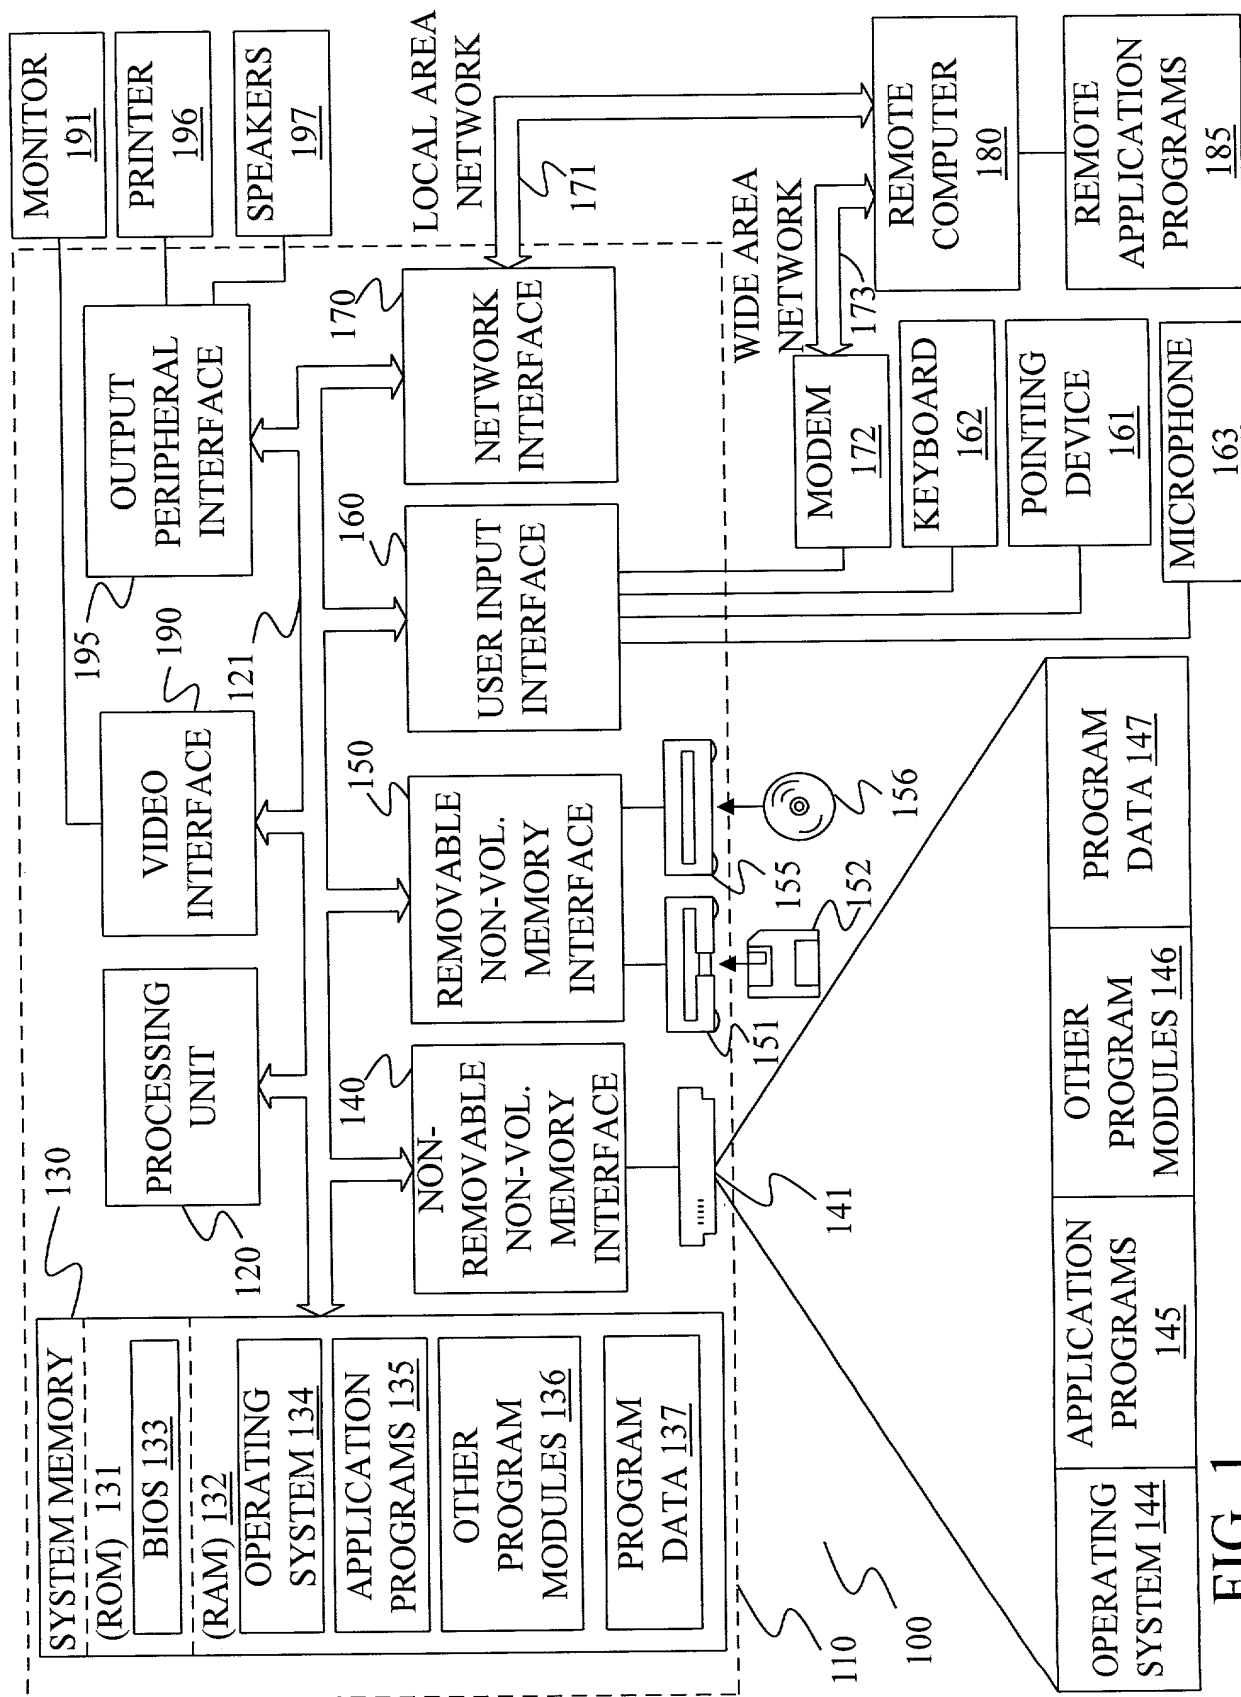 SYSTEM MEMORY
130
(ROM) 131
BIOS 133
(RAM) 132
OPERATING
SYSTEM 134
APPLICATION
PROGRAMS 135
OTHER
PROGRAM
MODULES 136
PROGRAM
DATA 137
PROCESSING
UNIT
120
VIDEO
INTERFACE
190
OUTPUT
PERIPHERAL
INTERFACE
195
121
MONITOR
191
PRINTER
196
SPEAKERS
197
NON-
REMOVABLE
NON-VOL.
MEMORY
INTERFACE
140
REMOVABLE
NON-VOL.
MEMORY
INTERFACE
150
USER INPUT
INTERFACE
160
NETWORK
INTERFACE
170
LOCAL AREA
NETWORK
171
141
151
152
155
156
WIDE AREA
NETWORK
173
MODEM
172
KEYBOARD
162
POINTING
DEVICE
161
MICROPHONE
163
REMOTE
COMPUTER
180
REMOTE
APPLICATION
PROGRAMS
185
110
100
OPERATING
SYSTEM 144
APPLICATION
PROGRAMS
145
OTHER
PROGRAM
MODULES 146
PROGRAM
DATA 147
FIG. 1